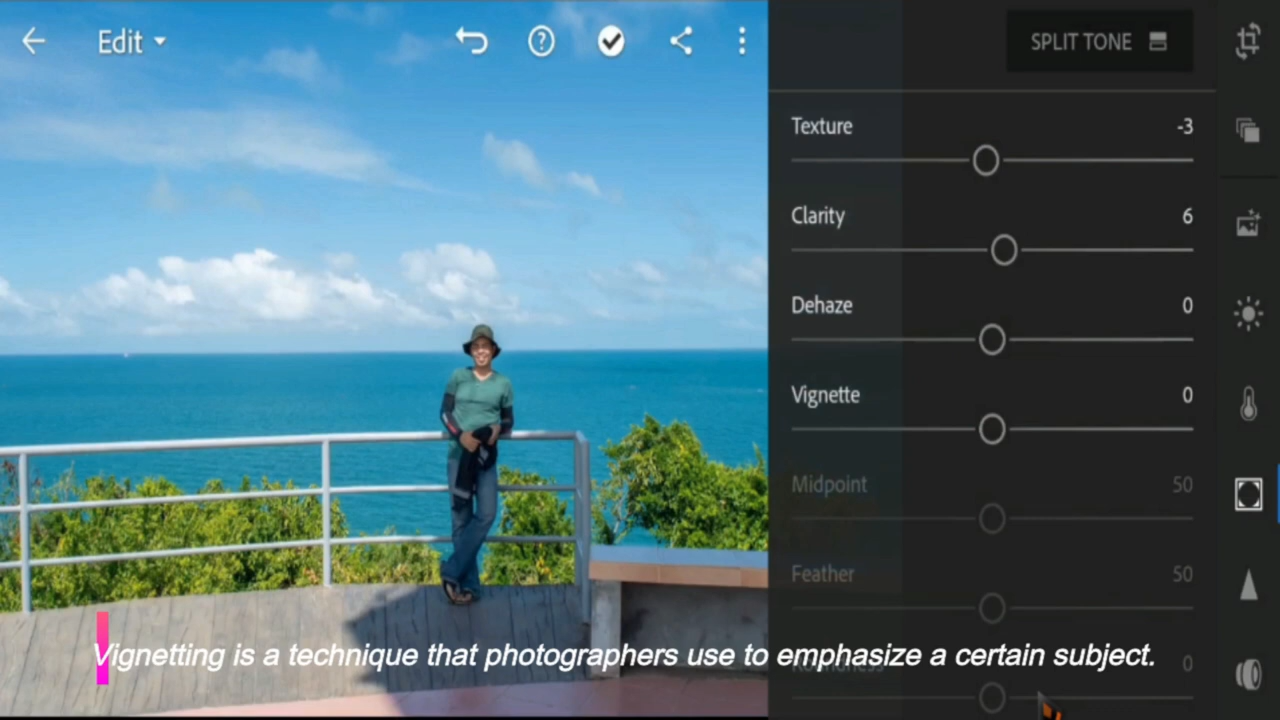 Edit
SPLIT TONE
Texture -3
Clarity 6
Dehaze 0
Vignette 0
Midpoint 50
Feather 50
Roundness 0
Vignetting is a technique that photographers use to emphasize a certain subject.